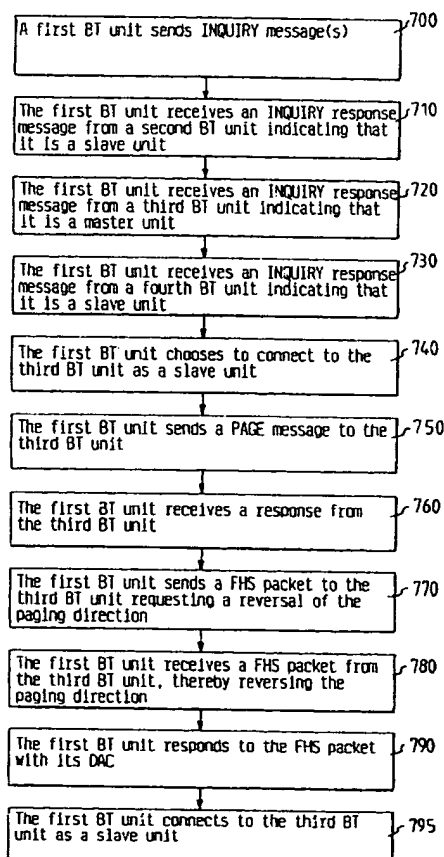 A first BT unit sends INQUIRY message(s)
700
The first BT unit receives an INQUIRY response
message from a second BT unit indicating that
it is a slave unit
710
The first BT unit receives an INQUIRY response
message from a third BT unit indicating that
it is a master unit
720
The first BT unit receives an INQUIRY response
message from a fourth BT unit indicating that
it is a slave unit
730
The first BT unit chooses to connect to the
third BT unit as a slave unit
740
The first BT unit sends a PAGE message to the
third BT unit
750
The first BT unit receives a response from
the third BT unit
760
The first BT unit sends a FHS packet to the
third BT unit requesting a reversal of the
paging direction
770
The first BT unit receives a FHS packet from
the third BT unit, thereby reversing the
paging direction
780
The first BT unit responds to the FHS packet
with its DAC
790
The first BT unit connects to the third BT
unit as a slave unit
795